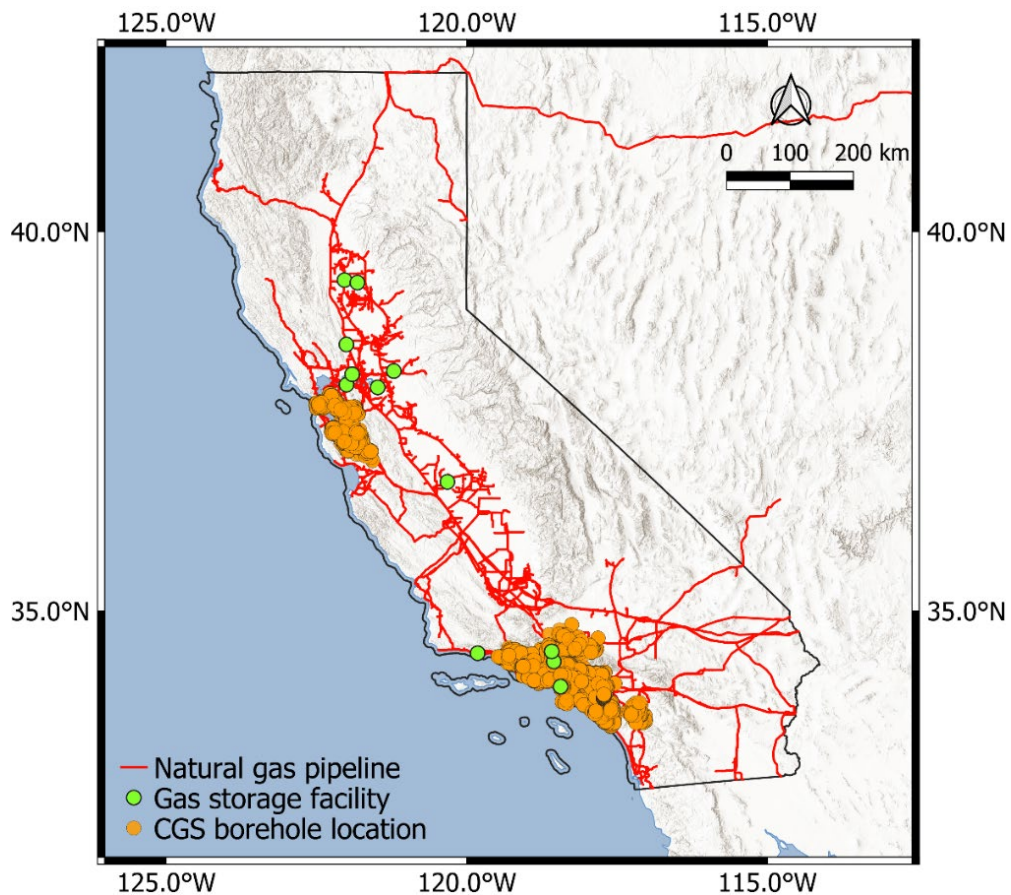 125.0°W 120.0°W 115.0°W
0 100 200 km
40.0°N 40.0°N
35.0°N 35.0°N
Natural gas pipeline
Gas storage facility
CGS borehole location
125.0°W 120.0°W 115.0°W